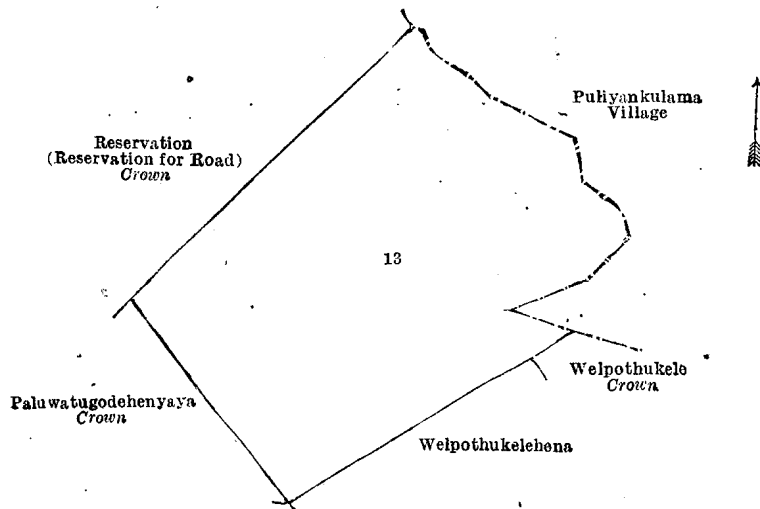 Puliyankulama
Village
Reservation
(Reservation for Road)
Crown
13
Welpothukele
Crown
Paluwatugodehenyaya
Crown
Welpothukelehena